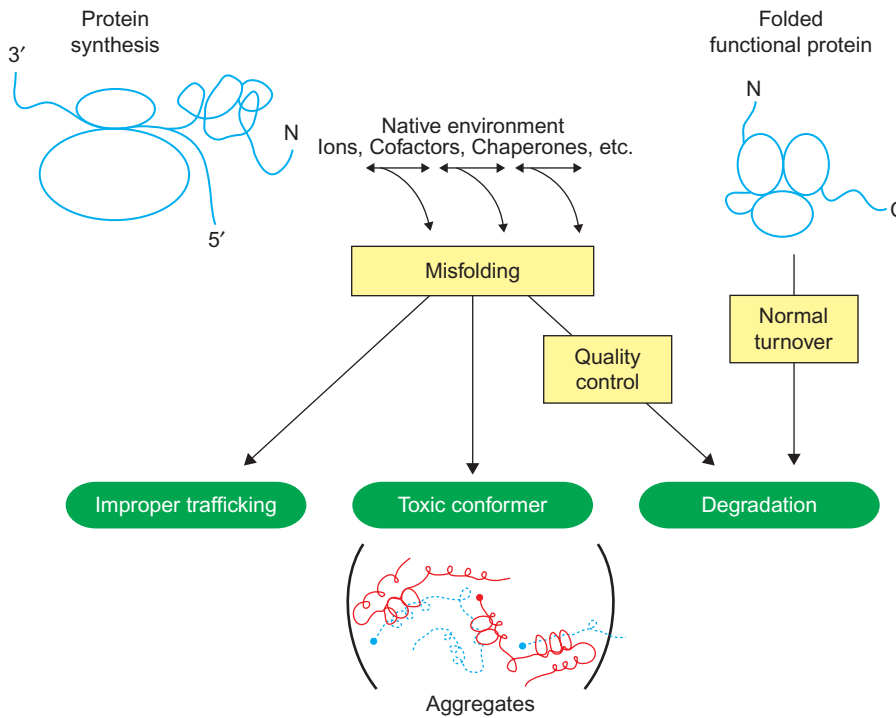 Protein
synthesis
Folded
functional protein
3′
N
5′
Native environment
Ions, Cofactors, Chaperones, etc.
N
C
Misfolding
Quality
control
Normal
turnover
Improper trafficking
Toxic conformer
Degradation
Aggregates